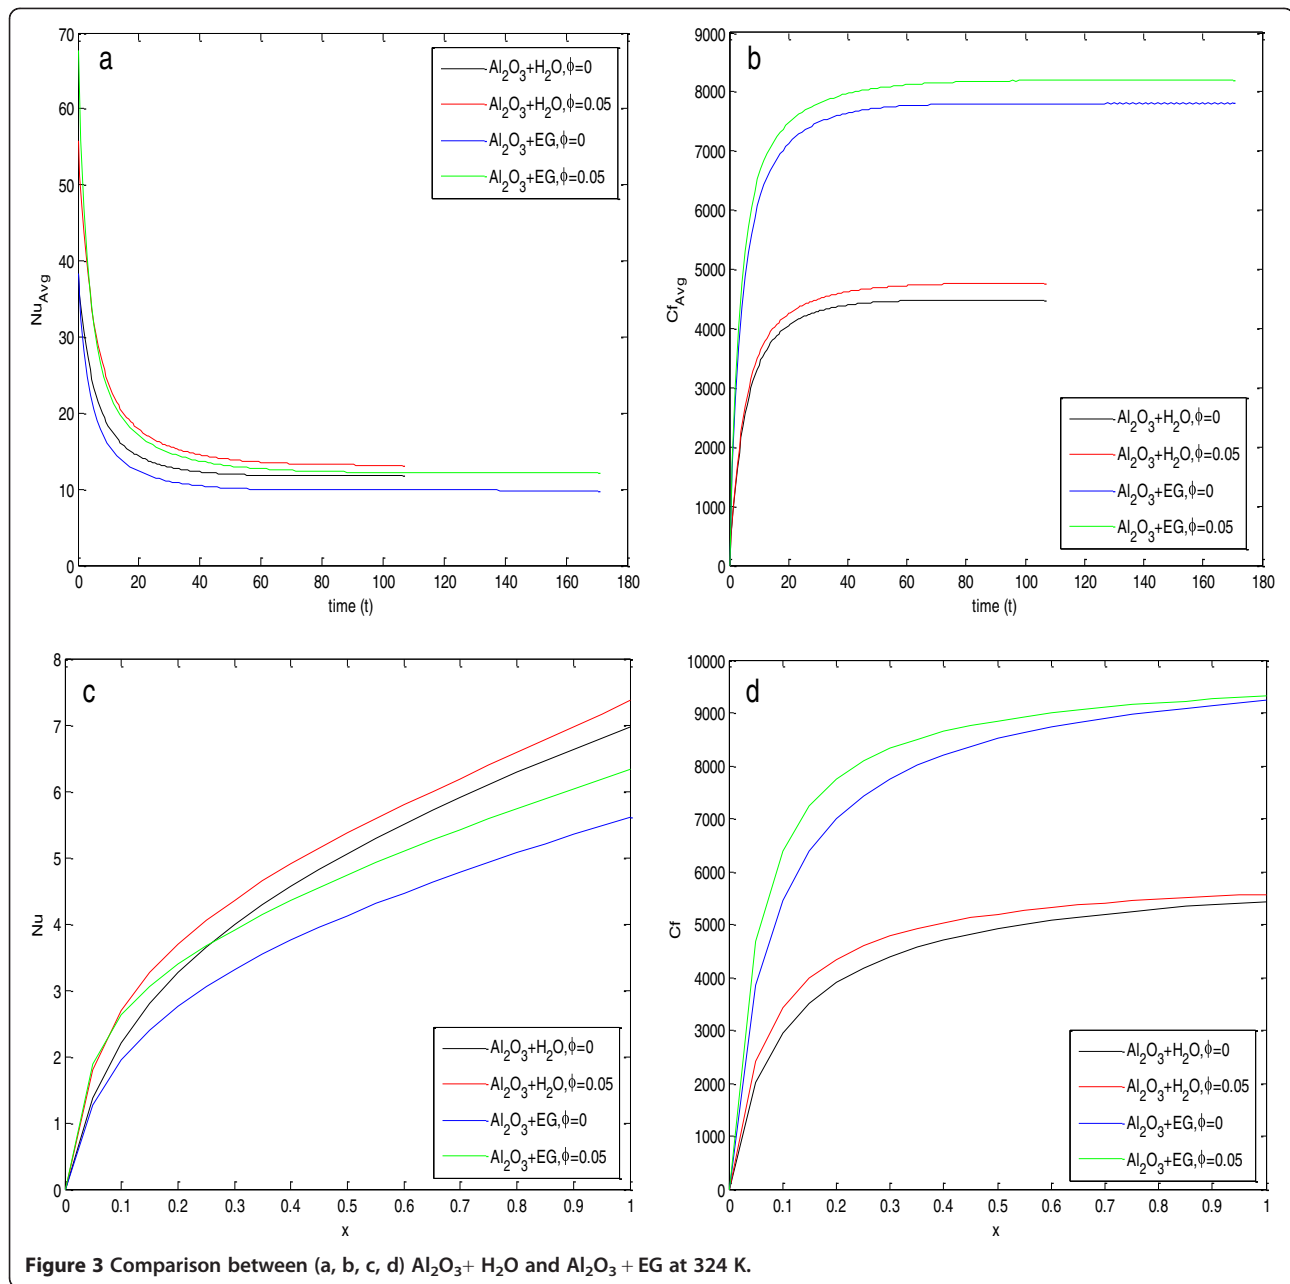 a
Al₂O₃+H₂O,ϕ=0
Al₂O₃+H₂O,ϕ=0.05
Al₂O₃+EG,ϕ=0
Al₂O₃+EG,ϕ=0.05
70
60
50
40
30
20
10
0
Nu_Avg
0 20 40 60 80 100 120 140 160 180
time (t)
b
9000
8000
7000
6000
5000
4000
3000
2000
1000
0
Cf_Avg
Al₂O₃+H₂O,ϕ=0
Al₂O₃+H₂O,ϕ=0.05
Al₂O₃+EG,ϕ=0
Al₂O₃+EG,ϕ=0.05
0 20 40 60 80 100 120 140 160 180
time (t)
c
8
7
6
5
4
3
2
1
0
Nu
Al₂O₃+H₂O,ϕ=0
Al₂O₃+H₂O,ϕ=0.05
Al₂O₃+EG,ϕ=0
Al₂O₃+EG,ϕ=0.05
0 0.1 0.2 0.3 0.4 0.5 0.6 0.7 0.8 0.9 1
x
d
10000
9000
8000
7000
6000
5000
4000
3000
2000
1000
0
Cf
Al₂O₃+H₂O,ϕ=0
Al₂O₃+H₂O,ϕ=0.05
Al₂O₃+EG,ϕ=0
Al₂O₃+EG,ϕ=0.05
0 0.1 0.2 0.3 0.4 0.5 0.6 0.7 0.8 0.9 1
x
Figure 3 Comparison between (a, b, c, d) Al₂O₃+ H₂O and Al₂O₃ + EG at 324 K.